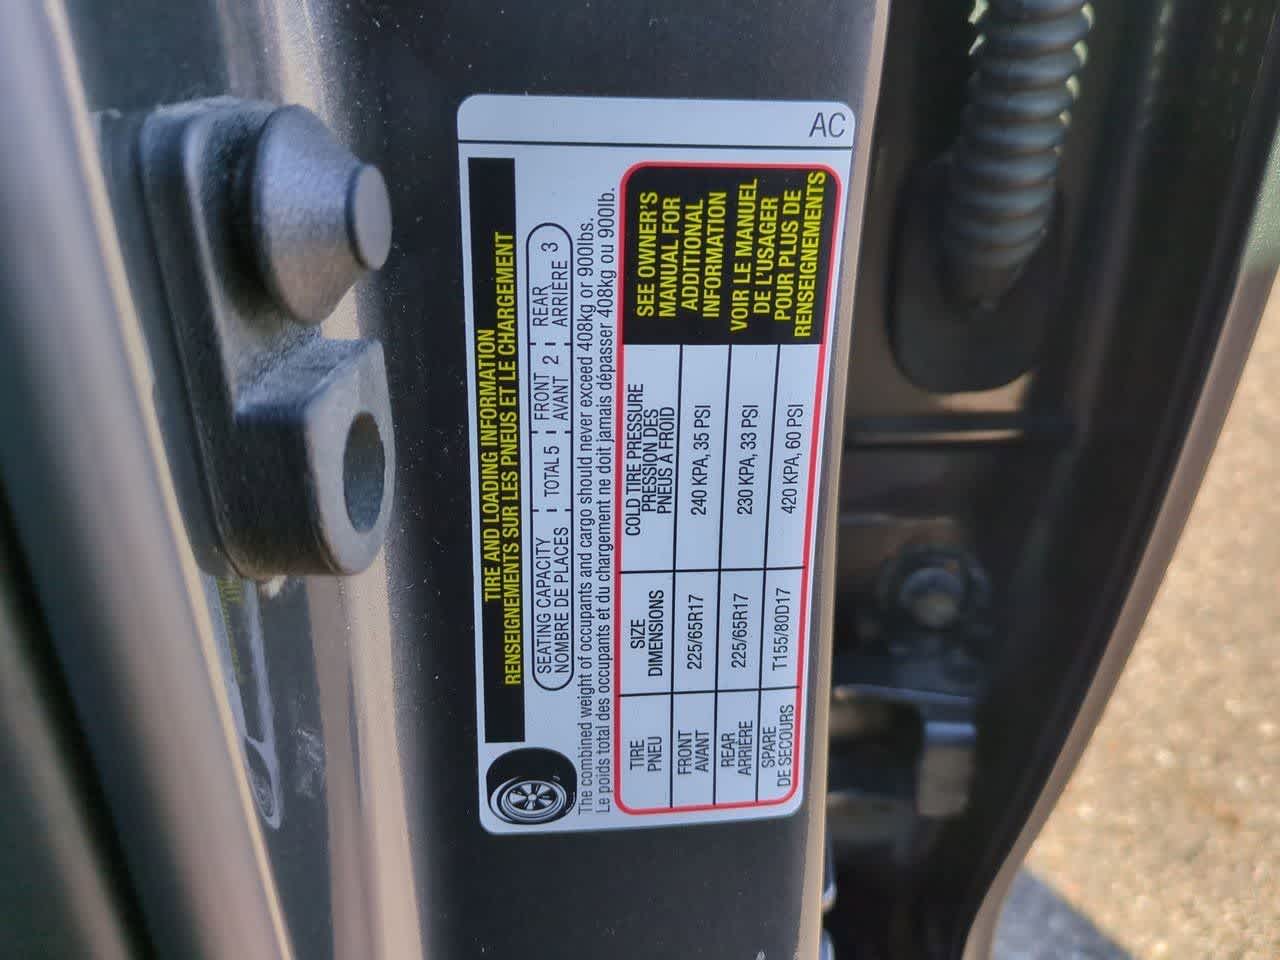 AC
TIRE AND LOADING INFORMATION
RENSEIGNEMENTS SUR LES PNEUS ET LE CHARGEMENT
SEATING CAPACITY
NOMBRE DE PLACES
TOTAL 5
FRONT
AVANT 2
REAR
ARRIÈRE 3
The combined weight of occupants and cargo should never exceed 408kg or 900lbs.
Le poids total des occupants et du chargement ne doit jamais dépasser 408kg ou 900lb.
TIRE
PNEU
SIZE
DIMENSIONS
COLD TIRE PRESSURE
PRESSION DES
PNEUS À FROID
FRONT
AVANT
225/65R17
240 KPA, 35 PSI
REAR
ARRIÈRE
225/65R17
230 KPA, 33 PSI
SPARE
DE SECOURS
T155/80D17
420 KPA, 60 PSI
SEE OWNER'S
MANUAL FOR
ADDITIONAL
INFORMATION
VOIR LE MANUEL
DE L'USAGER
POUR PLUS DE
RENSEIGNEMENTS